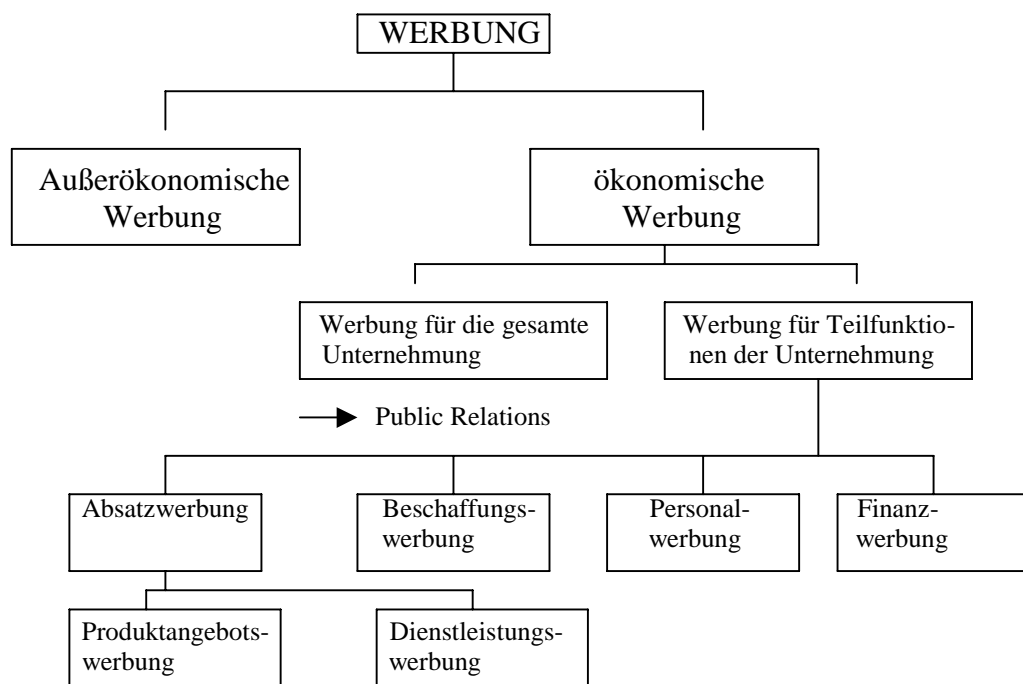 WERBUNG
Außerökonomische
Werbung
ökonomische
Werbung
Werbung für die gesamte
Unternehmung
Werbung für Teilfunktio-
nen der Unternehmung
Public Relations
Absatzwerbung
Beschaffungs-
werbung
Personal-
werbung
Finanz-
werbung
Produktangebots-
werbung
Dienstleistungs-
werbung